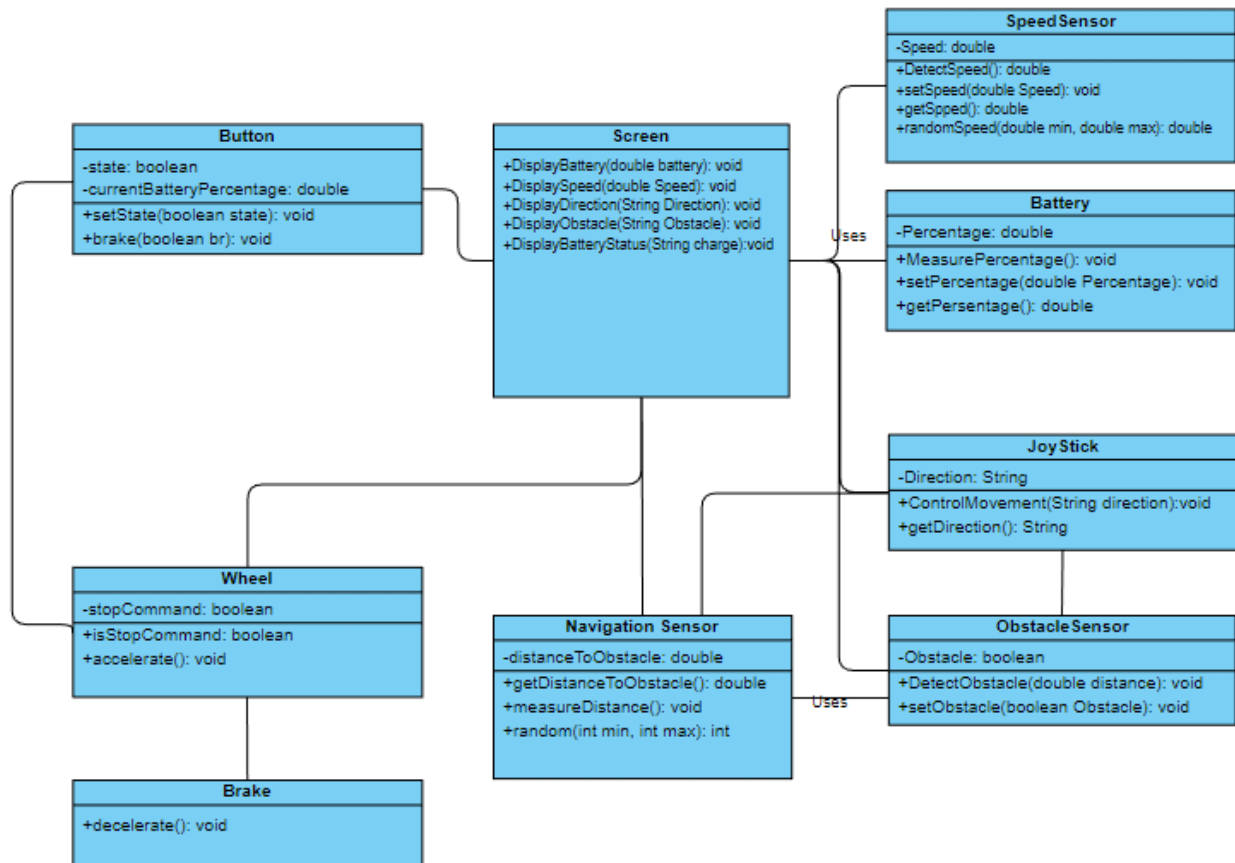 SpeedSensor
-Speed: double
+DetectSpeed(): double
+setSpeed(double Speed): void
+getSpped(): double
+randomSpeed(double min, double max): double
Button
-state: boolean
-currentBatteryPercentage: double
+setState(boolean state): void
+brake(boolean br): void
Screen
+DisplayBattery(double battery): void
+DisplaySpeed(double Speed): void
+DisplayDirection(String Direction): void
+DisplayObstacle(String Obstacle): void
+DisplayBatteryStatus(String charge):void
Uses
Battery
-Percentage: double
+MeasurePercentage(): void
+setPercentage(double Percentage): void
+getPersentage(): double
JoyStick
-Direction: String
+ControlMovement(String direction):void
+getDirection(): String
Wheel
-stopCommand: boolean
+isStopCommand: boolean
+accelerate(): void
Navigation Sensor
-distanceToObstacle: double
+getDistanceToObstacle(): double
+measureDistance(): void
+random(int min, int max): int
Uses
ObstacleSensor
-Obstacle: boolean
+DetectObstacle(double distance): void
+setObstacle(boolean Obstacle): void
Brake
+decelerate(): void